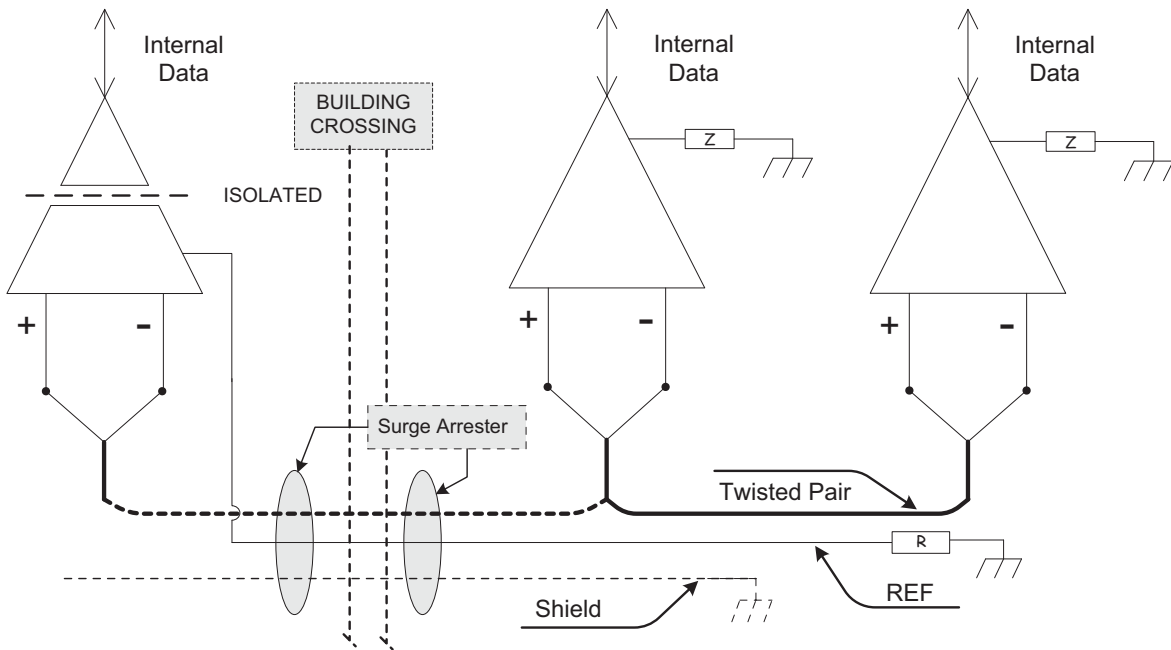 Internal
Data
Internal
Data
Internal
Data
BUILDING
CROSSING
Z
Z
ISOLATED
+
-
+
-
+
-
Surge Arrester
Twisted Pair
R
REF
Shield